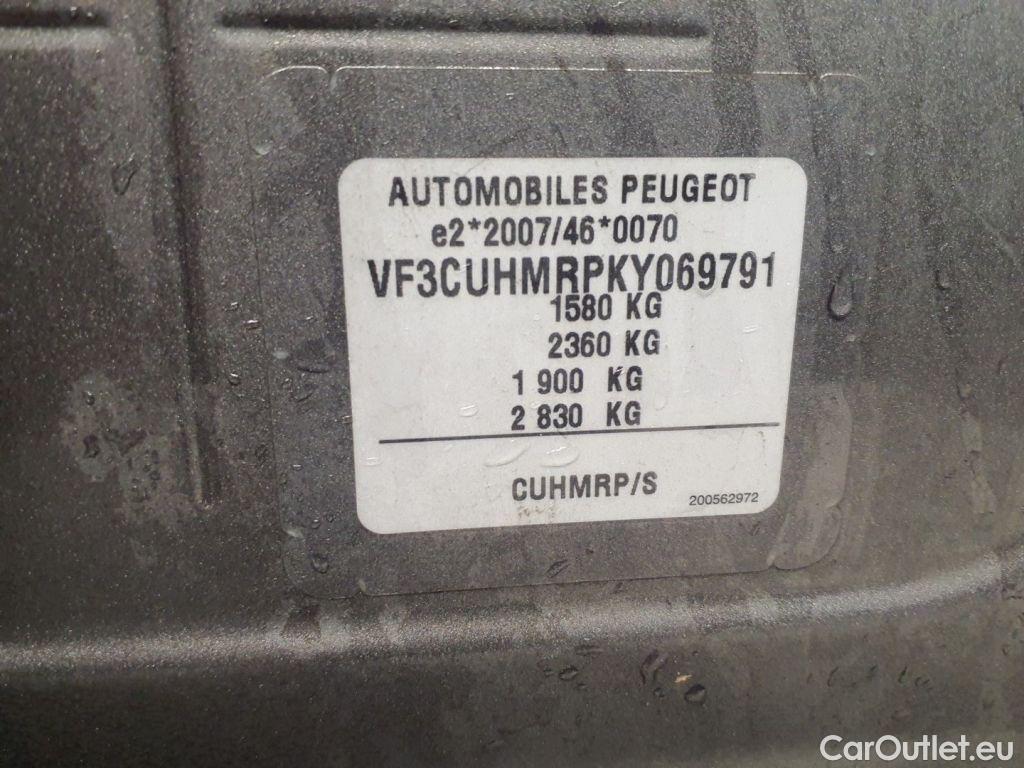 AUTOMOBILES PEUGEOT
e2*2007/46*0070
VF3CUHMRPKY069791
1580 KG
2360 KG
1 900 KG
2 830 KG
CUHMRP/S
200562972
CarOutlet.eu